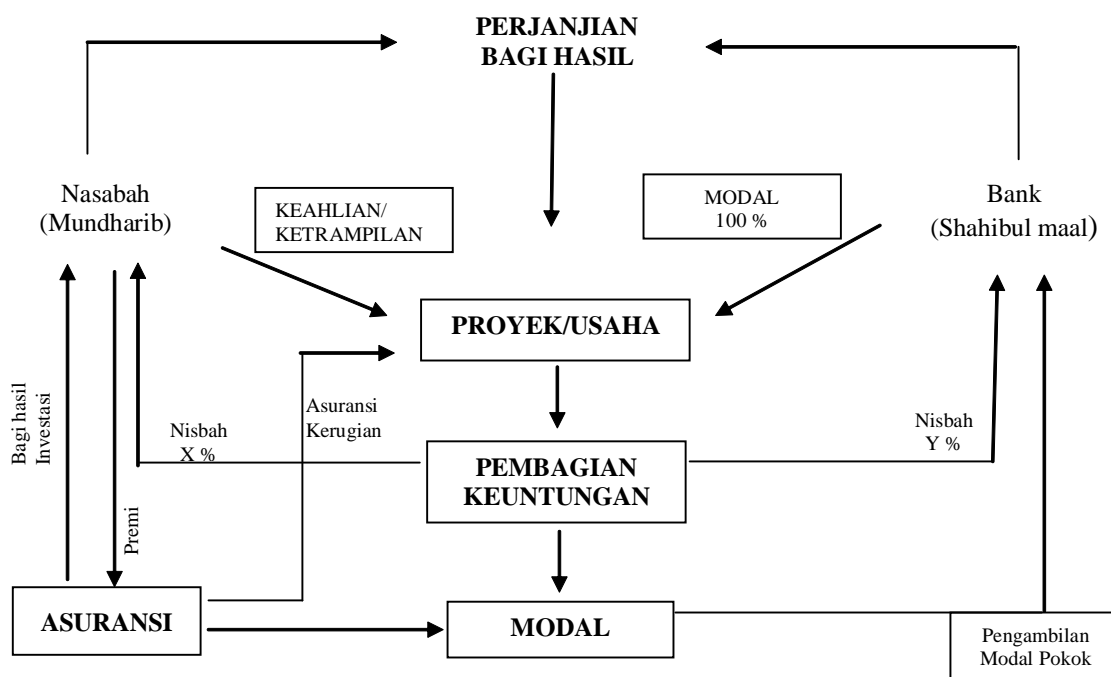 PERJANJIAN
BAGI HASIL
Nasabah
(Mundharib)
KEAHLIAN/
KETRAMPILAN
MODAL
100 %
Bank
(Shahibul maal)
PROYEK/USAHA
Bagi hasil
Investasi
Premi
Nisbah
X %
Asuransi
Kerugian
Nisbah
Y %
PEMBAGIAN
KEUNTUNGAN
ASURANSI
MODAL
Pengambilan
Modal Pokok